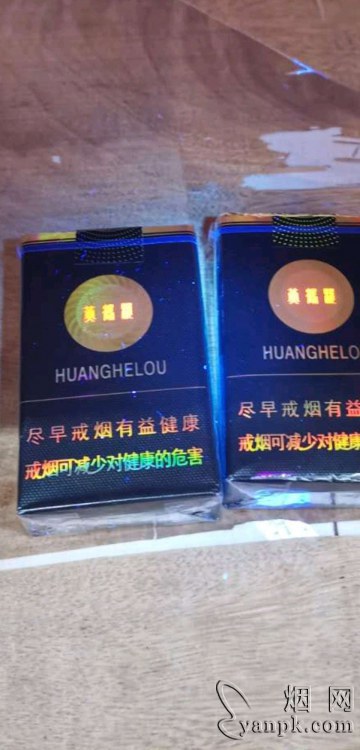 黄鹤楼
HUANGHELOU
尽早戒烟有益健康
戒烟可减少对健康的危害
黄鹤楼
HUANGHELO
尽早戒烟有益
戒烟可减少对健康
烟网
yanpk.com